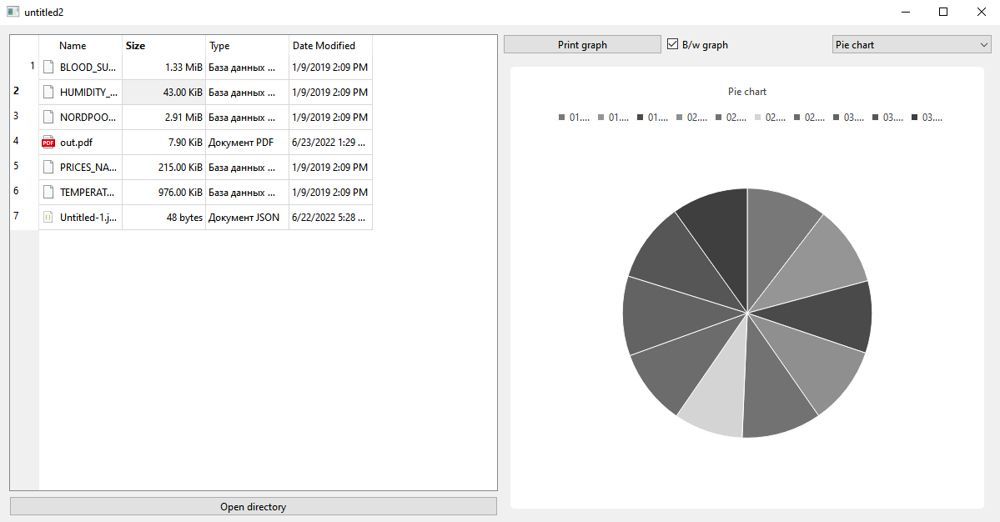 untitled2
Name Size Type Date Modified
1 BLOOD_SU... 1.33 MiB База данных ... 1/9/2019 2:09 PM
2 HUMIDITY_... 43.00 KiB База данных ... 1/9/2019 2:09 PM
3 NORDPOO... 2.91 MiB База данных ... 1/9/2019 2:09 PM
4 PDF out.pdf 7.90 KiB Документ PDF 6/23/2022 1:29 ...
5 PRICES_NA... 215.00 KiB База данных ... 1/9/2019 2:09 PM
6 TEMPERAT... 976.00 KiB База данных ... 1/9/2019 2:09 PM
7 Untitled-1.j... 48 bytes Документ JSON 6/22/2022 5:28 ...
Open directory
Print graph B/w graph Pie chart
Pie chart
01.... 01.... 01.... 02.... 02.... 02.... 02.... 03.... 03.... 03....